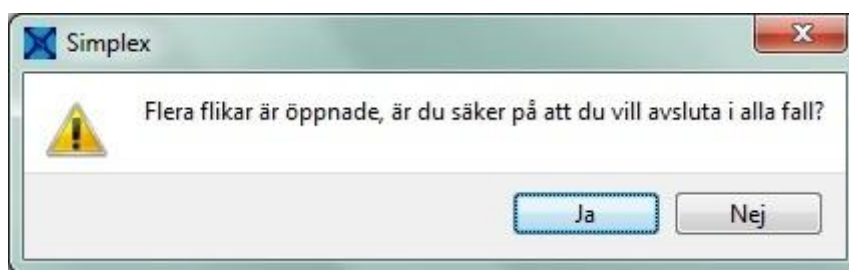 Simplex
Flera flikar är öppnade, är du säker på att du vill avsluta i alla fall?
Ja
Nej